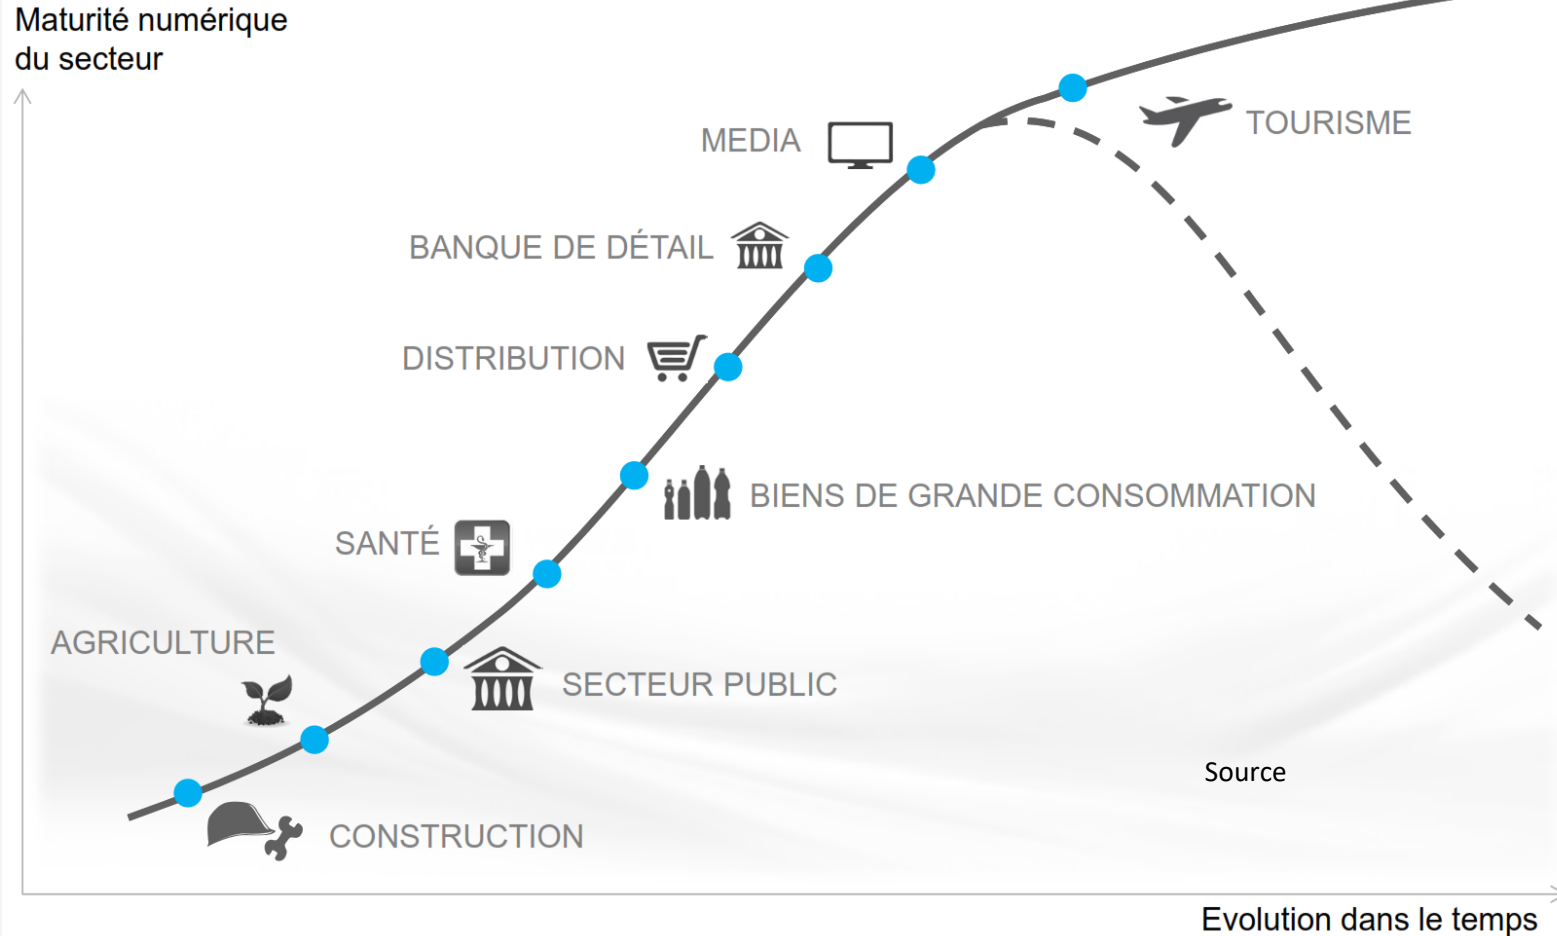 Maturité numérique
du secteur
TOURISME
MEDIA
BANQUE DE DÉTAIL
DISTRIBUTION
BIENS DE GRANDE CONSOMMATION
SANTÉ
AGRICULTURE
SECTEUR PUBLIC
Source
CONSTRUCTION
Evolution dans le temps